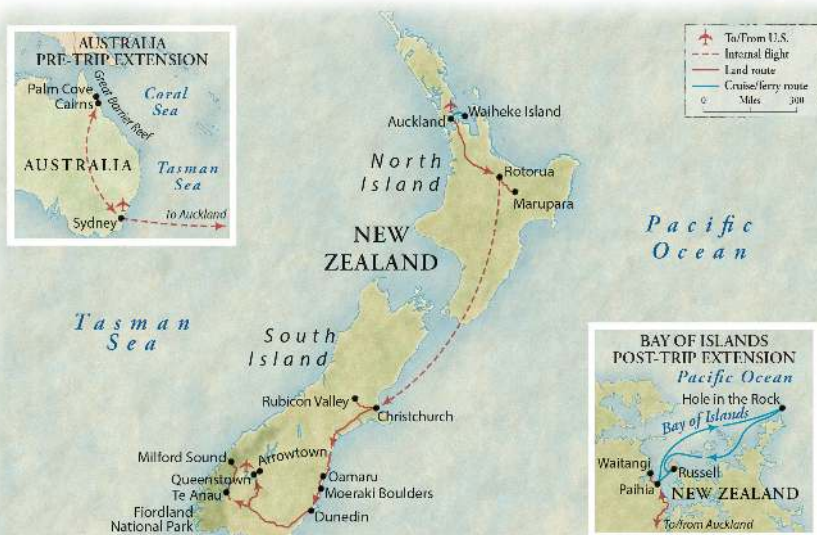 AUSTRALIA
PRE-TRIP EXTENSION
Palm Cove
Cairns
Great Barrier Reef
Coral
Sea
AUSTRALIA
Tasman
Sea
Sydney
to Auckland
To/From U.S.
Internal flight
Land route
Cruise/ferry route
0 Miles 300
Auckland
Waiheke Island
North
Island
Rotorua
Marupara
NEW
ZEALAND
Pacific
Ocean
Tasman
Sea
South
Island
Rubicon Valley
Christchurch
Milford Sound
Arrowtown
Queenstown
Te Anau
Fiordland
National Park
Oamaru
Moeraki Boulders
Dunedin
BAY OF ISLANDS
POST-TRIP EXTENSION
Pacific Ocean
Hole in the Rock
Bay of Islands
Waitangi
Russell
Paihia
NEW ZEALAND
To/from Auckland